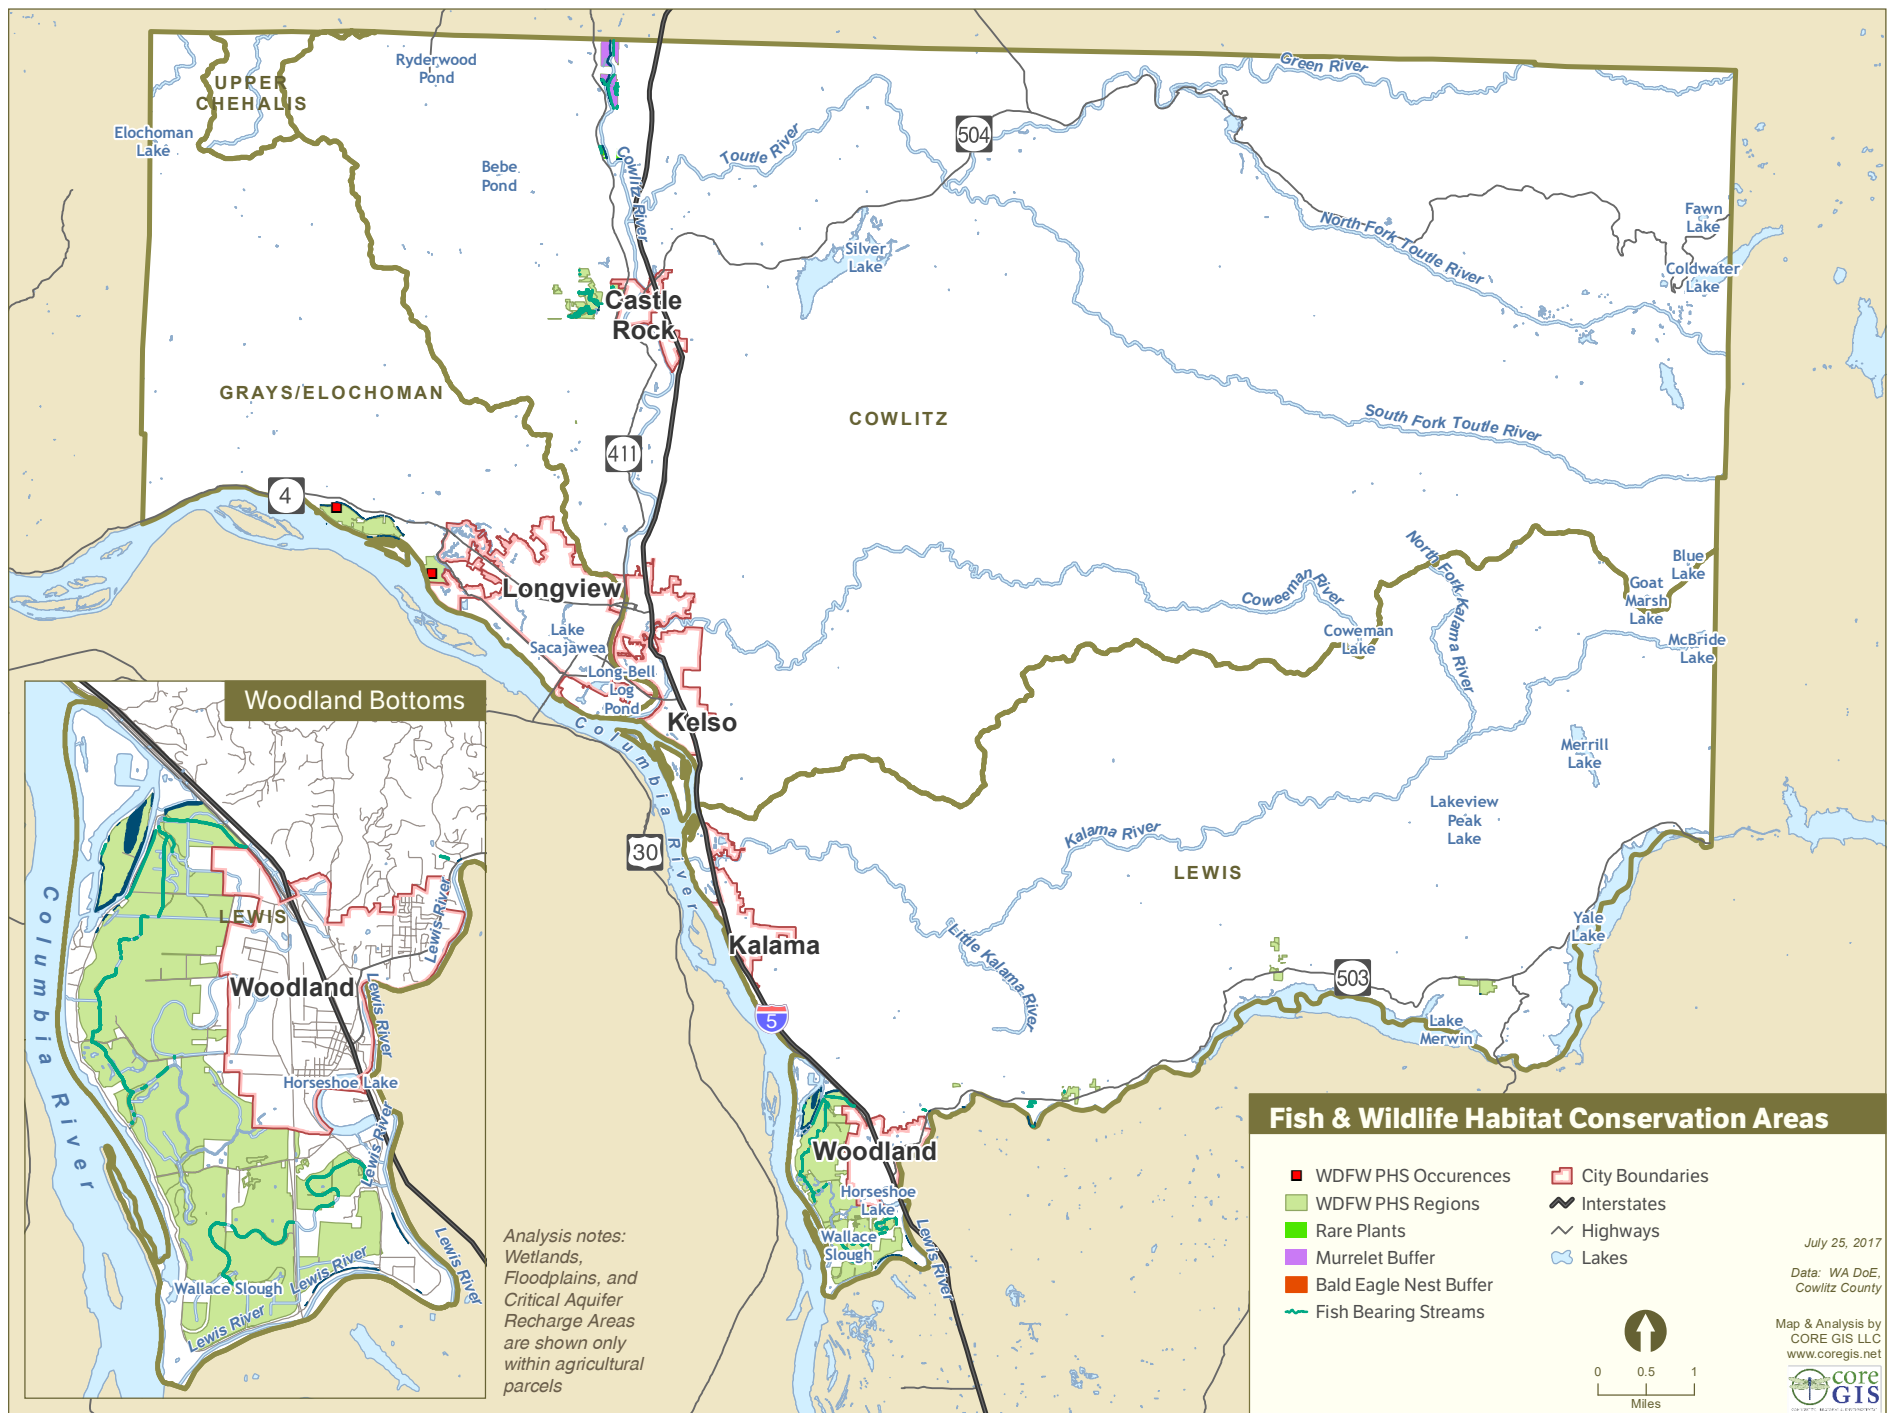 Ryderwood
Pond
UPPER
CHEHALIS
Elochoman
Lake
Bebe
Pond
Cowlitz River
Toutle River
504
Green River
North Fork Toutle River
Fawn
Lake
Coldwater
Lake
Silver
Lake
Castle
Rock
GRAYS/ELOCHOMAN
COWLITZ
South Fork Toutle River
411
4
Longview
Lake
Sacajawea
Long-Bell
Log
Pond
Kelso
Coweeman River
Coweman
Lake
North Fork Kalama River
Blue
Lake
Goat
Marsh
Lake
McBride
Lake
Merrill
Lake
Lakeview
Peak
Lake
Columbia River
30
Kalama River
LEWIS
Kalama
Little Kalama River
Yale
Lake
503
Lake
Merwin
5
Woodland
Horseshoe
Lake
Wallace
Slough
Lewis River
Woodland Bottoms
Columbia River
LEWIS
Lewis River
Woodland
Lewis River
Horseshoe Lake
Lewis River
Lewis River
Wallace Slough
Lewis River
Lewis River
Analysis notes:
Wetlands,
Floodplains, and
Critical Aquifer
Recharge Areas
are shown only
within agricultural
parcels
Fish & Wildlife Habitat Conservation Areas
WDFW PHS Occurences
WDFW PHS Regions
Rare Plants
Murrelet Buffer
Bald Eagle Nest Buffer
Fish Bearing Streams
City Boundaries
Interstates
Highways
Lakes
July 25, 2017
Data: WA DoE,
Cowlitz County
Map & Analysis by
CORE GIS LLC
www.coregis.net
0 0.5 1
Miles
core
GIS